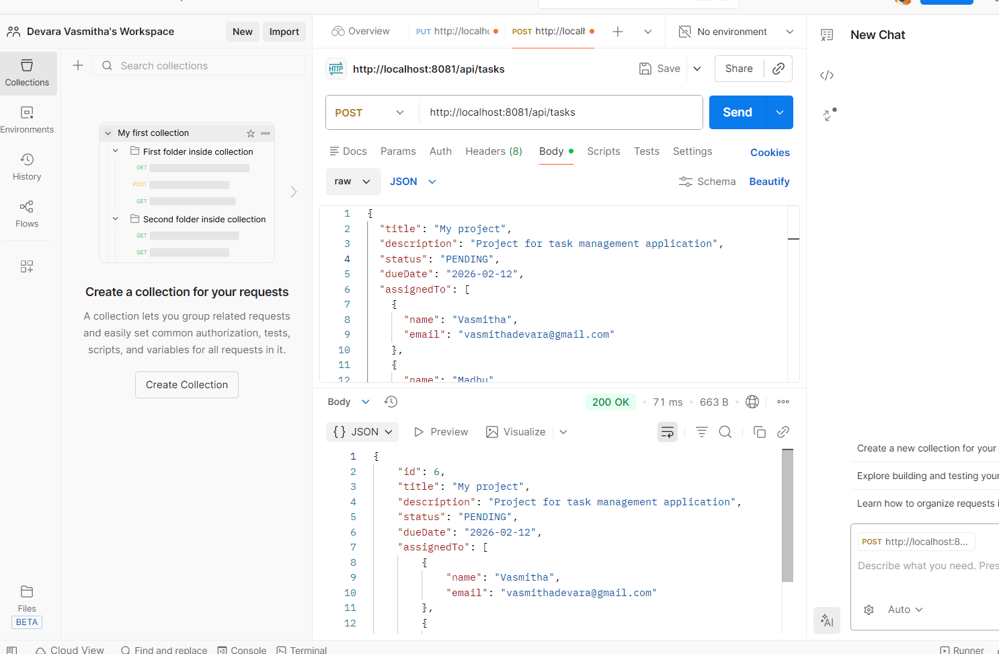 Devara Vasmitha's Workspace
New
Import
Overview
PUT http://localh
POST http://locall
No environment
New Chat
Collections
Search collections
http://localhost:8081/api/tasks
Save
Share
Environments
POST
http://localhost:8081/api/tasks
Send
My first collection
First folder inside collection
GET
POST
GET
Second folder inside collection
GET
GET
Docs
Params
Auth
Headers (8)
Body
Scripts
Tests
Settings
Cookies
History
raw
JSON
Schema
Beautify
Flows
1 {
2 "title": "My project",
3 "description": "Project for task management application",
4 "status": "PENDING",
5 "dueDate": "2026-02-12",
6 "assignedTo": [
7 {
8 "name": "Vasmitha",
9 "email": "vasmithadevara@gmail.com"
10 },
11 {
12 "name": "Madhu"
Create a collection for your requests
A collection lets you group related requests
and easily set common authorization, tests,
scripts, and variables for all requests in it.
Create Collection
Body
200 OK
71 ms
663 B
{} JSON
Preview
Visualize
1 {
2 "id": 6,
3 "title": "My project",
4 "description": "Project for task management application",
5 "status": "PENDING",
6 "dueDate": "2026-02-12",
7 "assignedTo": [
8 {
9 "name": "Vasmitha",
10 "email": "vasmithadevara@gmail.com"
11 },
12 {
Create a new collection for your
Explore building and testing your
Learn how to organize requests i
POST http://localhost:8...
Describe what you need. Pres
Auto
AI
Files
BETA
Cloud View
Find and replace
Console
Terminal
Runner